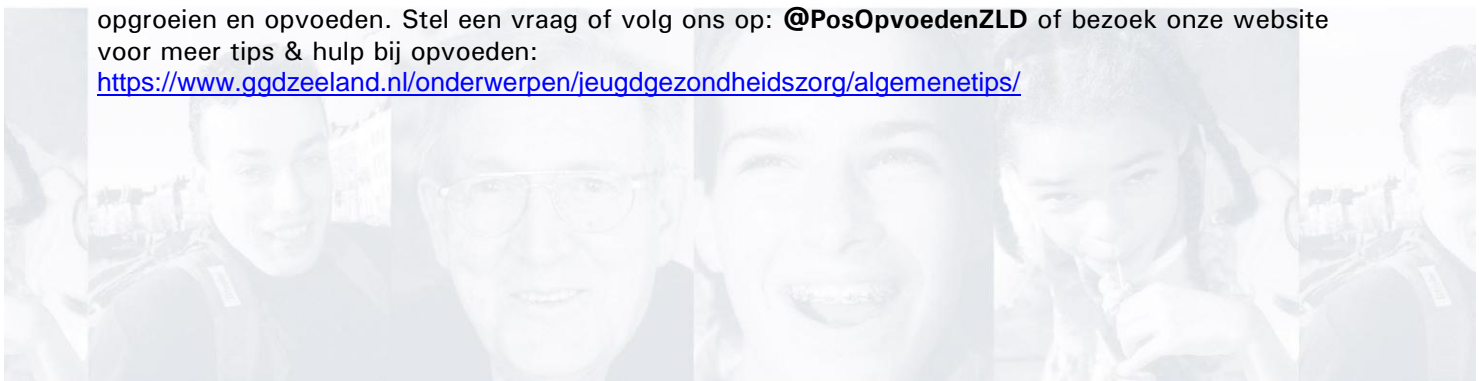 opgroeien en opvoeden. Stel een vraag of volg ons op: @PosOpvoedenZLD of bezoek onze website
voor meer tips & hulp bij opvoeden:
https://www.ggdzeeland.nl/onderwerpen/jeugdgezondheidszorg/algemenetips/